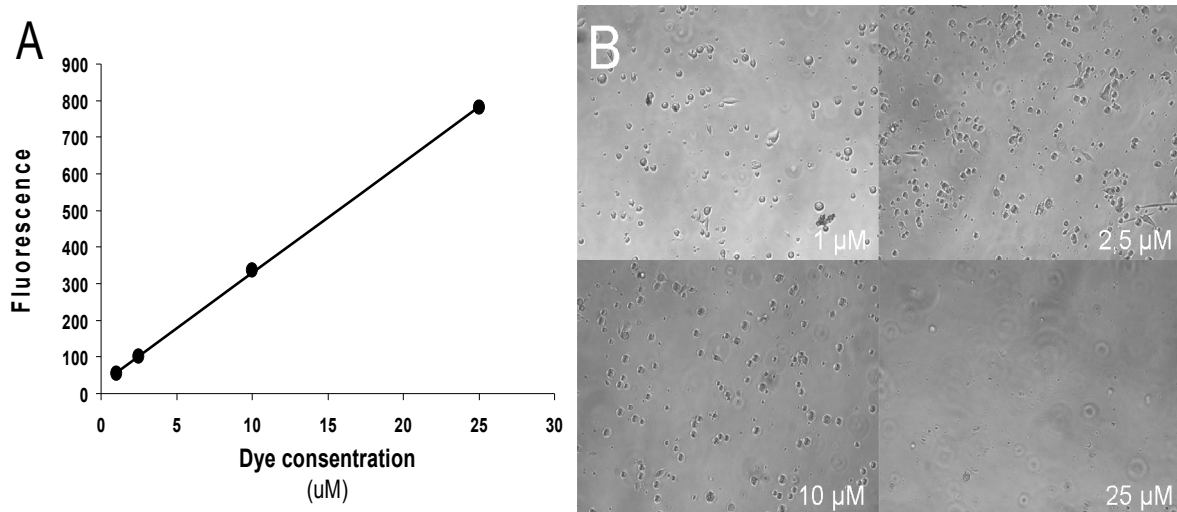 A
900
800
700
600
500
400
300
200
100
0
Fluorescence
0 5 10 15 20 25 30
Dye consentration
(uM)
B
1 µM
2.5 µM
10 µM
25 µM